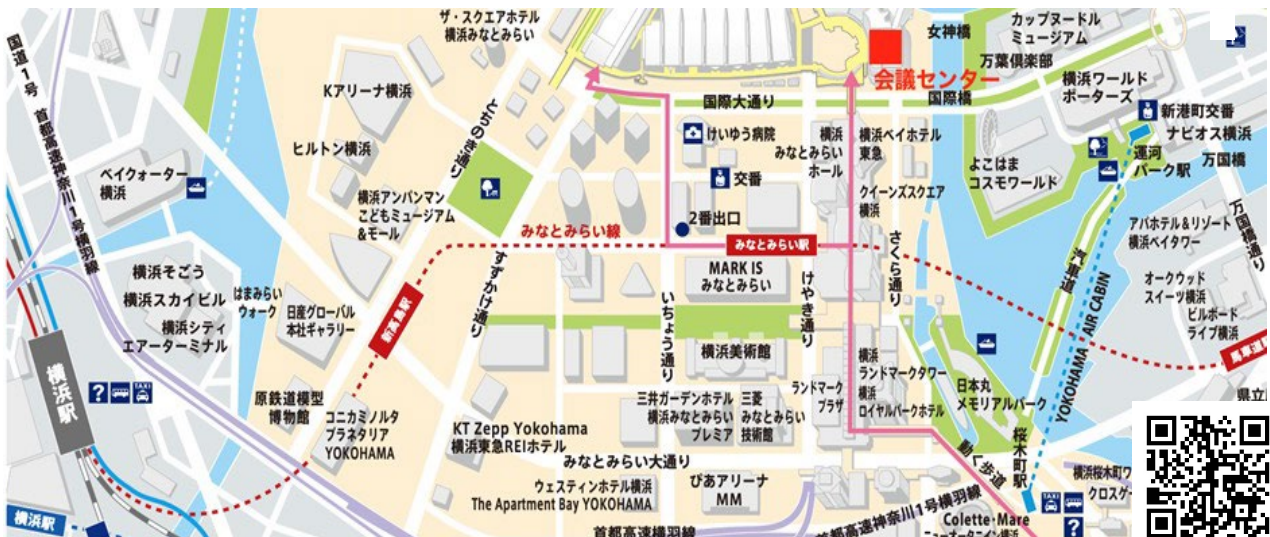 ザ・スクエアホテル
横浜みなとみらい
国道1号
首都高速神奈川1号横羽線
Kアリーナ横浜
ヒルトン横浜
とちのき通り
ベイクォーター
横浜
横浜アンパンマン
こどもミュージアム
&モール
女神橋
カップヌードル
ミュージアム
万葉倶楽部
会議センター
国際大通り
国際橋
横浜ワールド
ポーターズ
新港町交番
ナビオス横浜
運河
パーク駅
万国橋
けいゆう病院
横浜
みなとみらい
ホール
横浜ベイホテル
東急
よこはま
コスモワールド
交番
クイーンズスクエア
横浜
2番出口
みなとみらい線
みなとみらい駅
MARK IS
みなとみらい
さくら通り
けやき通り
汽車道
アパホテル&リゾート
横浜ベイタワー
万国橋通り
オークウッド
スイーツ横浜
ビルボード
ライブ横浜
横浜そごう
横浜スカイビル
横浜シティ
エアーターミナル
はまみらい
ウォーク
日産グローバル
本社ギャラリー
新高島駅
すずかけ通り
いちょう通り
横浜美術館
YOKOHAMA AIR CABIN
横浜駅
?
TAXI
原鉄道模型
博物館
コニカミノルタ
プラネタリア
YOKOHAMA
KT Zepp Yokohama
横浜東急REIホテル
三井ガーデンホテル
横浜みなとみらい
プレミア
三菱
みなとみらい
技術館
ランドマーク
プラザ
横浜
ランドマークタワー
横浜
ロイヤルパークホテル
日本丸
メモリアルパーク
動く歩道
桜木町駅
県立
みなとみらい大通り
ウェスティンホテル横浜
The Apartment Bay YOKOHAMA
ぴあアリーナ
MM
横浜駅
首都高速横羽線
首都高速神奈川1号横羽線
Colette・Mare
TAXI
?
横浜桜木町ワ
クロスゲー